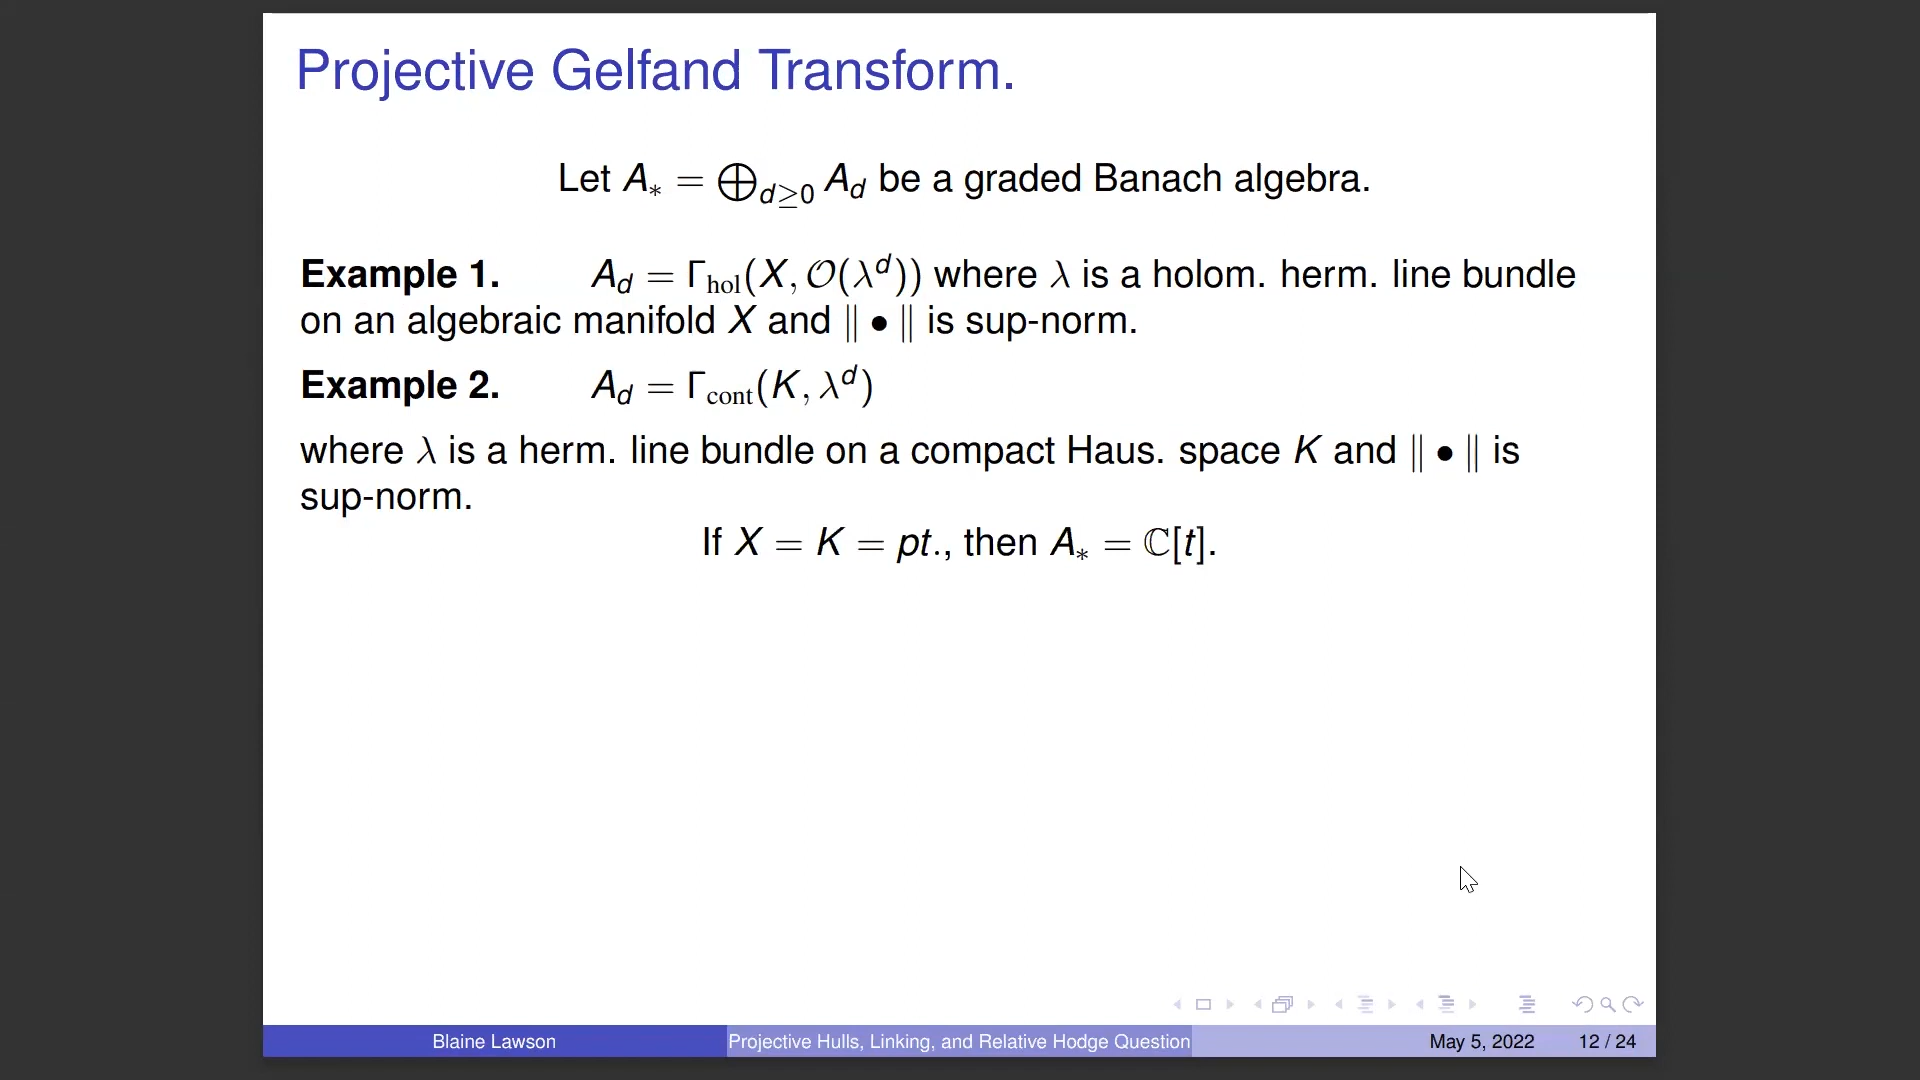 Projective Gelfand Transform.
Let A_* = ⊕_{d≥0} A_d be a graded Banach algebra.
Example 1. A_d = Γ_hol(X, 𝒪(λ^d)) where λ is a holom. herm. line bundle
on an algebraic manifold X and ‖ • ‖ is sup-norm.
Example 2. A_d = Γ_cont(K, λ^d)
where λ is a herm. line bundle on a compact Haus. space K and ‖ • ‖ is
sup-norm.
If X = K = pt., then A_* = ℂ[t].
Blaine Lawson Projective Hulls, Linking, and Relative Hodge Question May 5, 2022 12 / 24